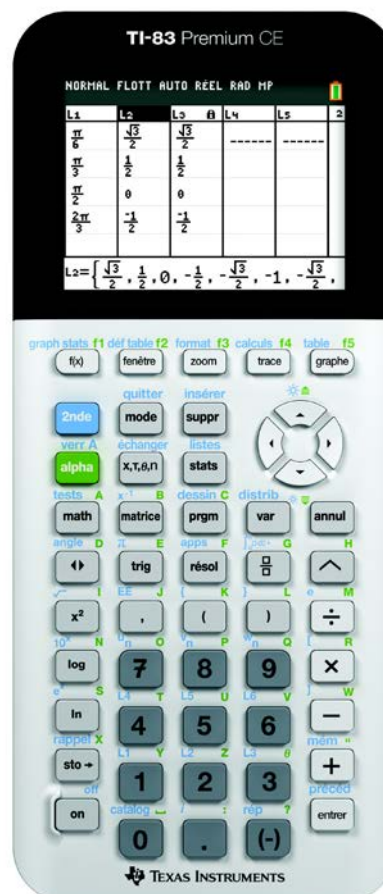 TI-83 Premium CE
NORMAL FLOTT AUTO RÉEL RAD MP
L1 L2 L3 L4 L5 2
π/6 √3/2 √3/2 ------ ------
π/3 1/2 1/2
π/2 0 0
2π/3 -1/2 -1/2
L2={√3/2, 1/2, 0, -1/2, -√3/2, -1, -√3/2,
graph stats f1 déf table f2 format f3 calculs f4 table f5
f(x) fenêtre zoom trace graphe
quitter insérer
2nde mode suppr
verr A échanger listes
alpha X,T,θ,n stats
tests A x⁻¹ B dessin C distrib
math matrice prgm var annul
angle D π E apps F G H
trig résol
√ I EE J { K } L e M
x² , ( ) ÷
10ˣ N uₙ O vₙ P wₙ Q [ R
log 7 8 9 ×
eˣ S L4 T L5 U L6 V ] W
ln 4 5 6 −
rappel X L1 Y L2 Z L3 θ mém "
sto→ 1 2 3 +
off catalog / : rép ? précéd
on 0 . (-) entrer
TEXAS INSTRUMENTS